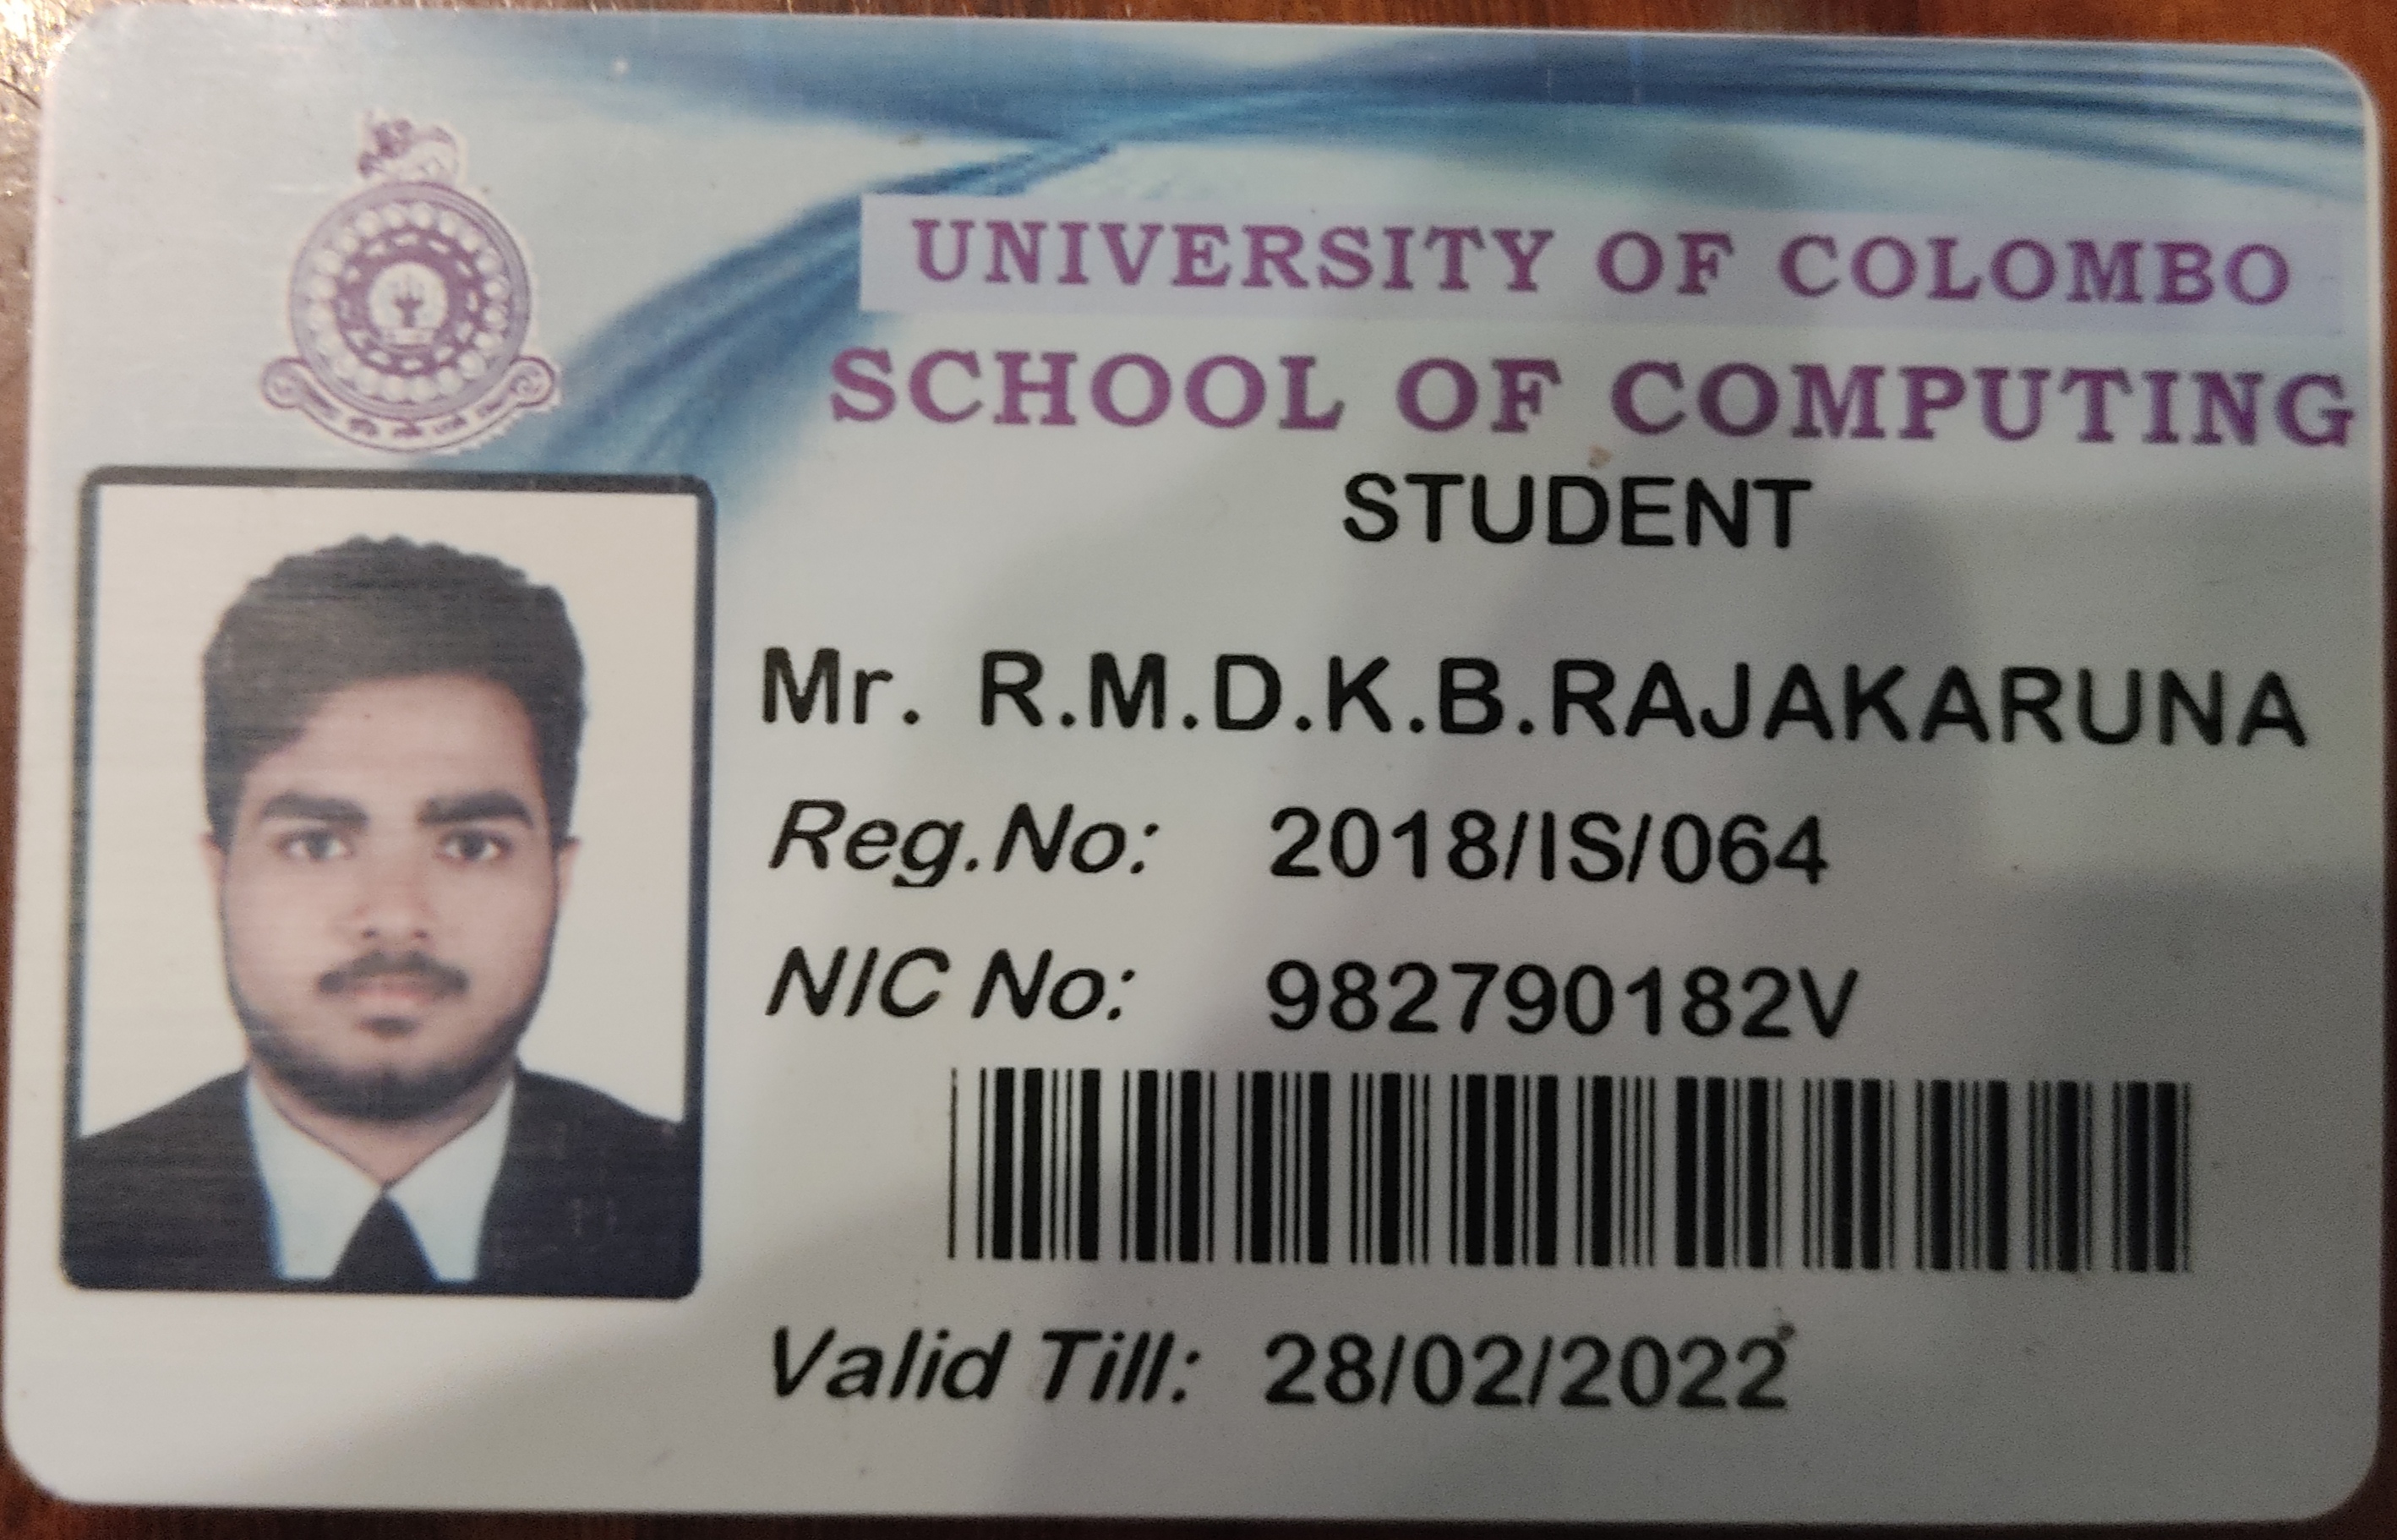 UNIVERSITY OF COLOMBO
SCHOOL OF COMPUTING
STUDENT
Mr. R.M.D.K.B.RAJAKARUNA
Reg.No: 2018/IS/064
NIC No: 982790182V
Valid Till: 28/02/2022